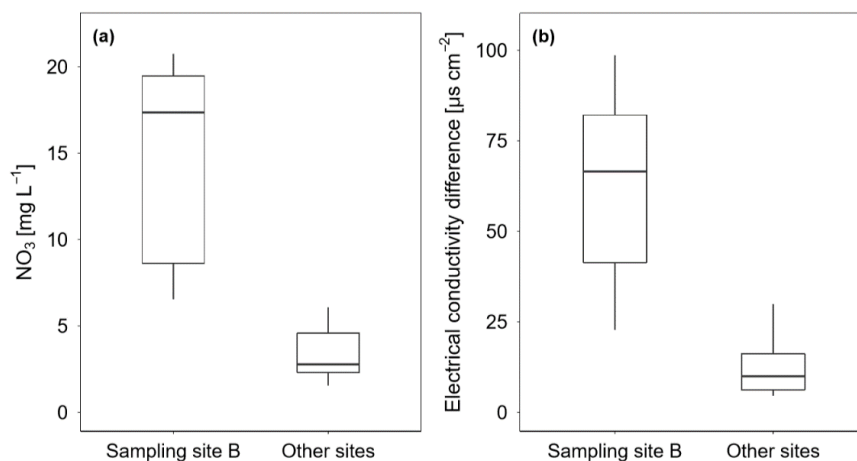 (a)
NO₃ [mg L⁻¹]
20
15
10
5
0
Sampling site B
Other sites
(b)
Electrical conductivity difference [µs cm⁻²]
100
75
50
25
0
Sampling site B
Other sites